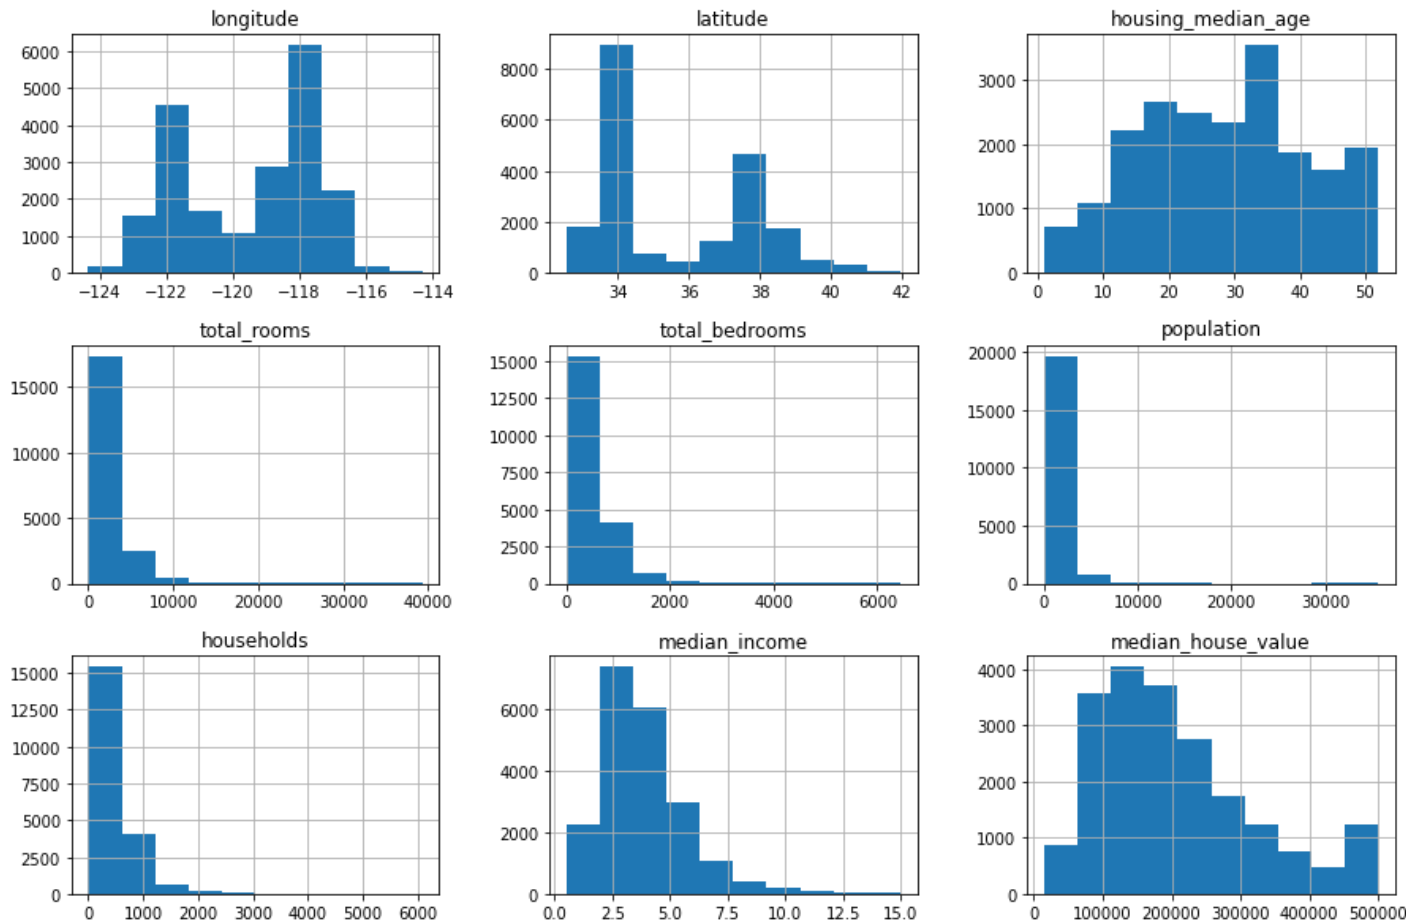 longitude
6000
5000
4000
3000
2000
1000
0
−124 −122 −120 −118 −116 −114
latitude
8000
6000
4000
2000
0
34 36 38 40 42
housing_median_age
3000
2000
1000
0
0 10 20 30 40 50
total_rooms
15000
10000
5000
0
0 10000 20000 30000 40000
total_bedrooms
15000
12500
10000
7500
5000
2500
0
0 2000 4000 6000
population
20000
15000
10000
5000
0
0 10000 20000 30000
households
15000
12500
10000
7500
5000
2500
0
0 1000 2000 3000 4000 5000 6000
median_income
6000
4000
2000
0
0.0 2.5 5.0 7.5 10.0 12.5 15.0
median_house_value
4000
3000
2000
1000
0
0 100000 200000 300000 400000 500000